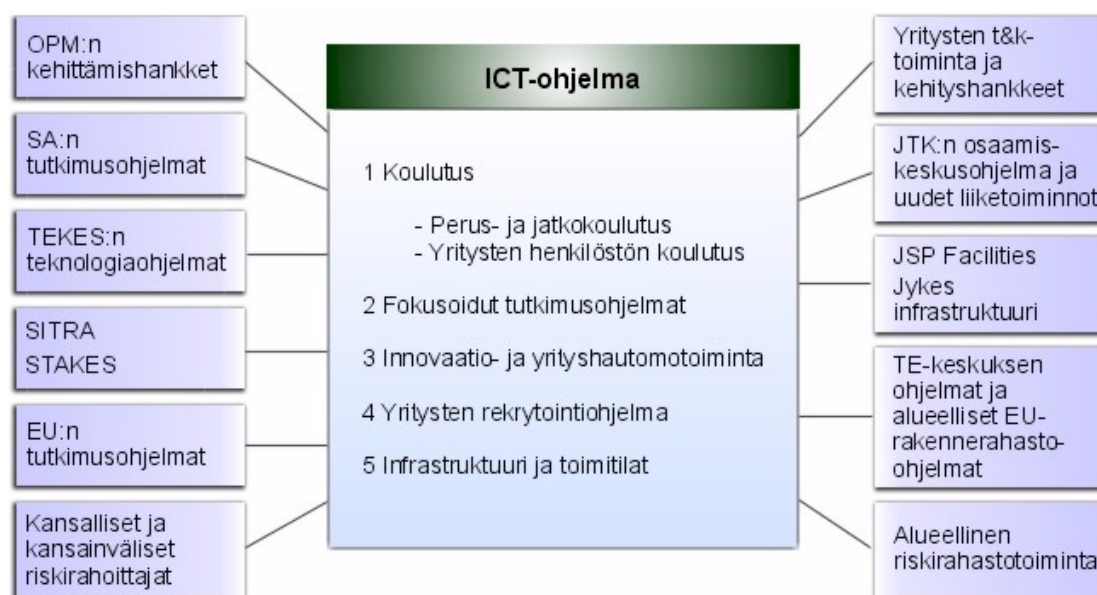 OPM:n
kehittämishankket
SA:n
tutkimusohjelmat
TEKES:n
teknologiaohjelmat
SITRA
STAKES
EU:n
tutkimusohjelmat
Kansalliset ja
kansainväliset
riskirahoittajat
ICT-ohjelma
1 Koulutus
- Perus- ja jatkokoulutus
- Yritysten henkilöstön koulutus
2 Fokusoidut tutkimusohjelmat
3 Innovaatio- ja yrityshautomotoiminta
4 Yritysten rekrytointiohjelma
5 Infrastruktuuri ja toimitilat
Yritysten t&k-
toiminta ja
kehityshankkeet
JTK:n osaamis-
keskusohjelma ja
uudet liiketoiminnot
JSP Facilities
Jykes
infrastruktuuri
TE-keskuksen
ohjelmat ja
alueelliset EU-
rakennerahasto-
ohjelmat
Alueellinen
riskirahastotoiminta